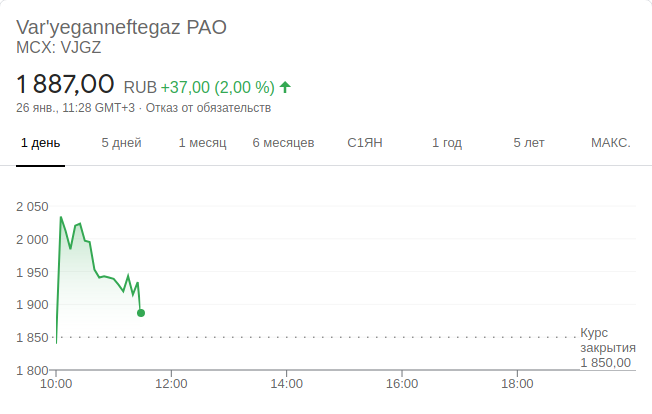 Var'yeganneftegaz PAO
MCX: VJGZ
1 887,00 RUB +37,00 (2,00 %)
26 янв., 11:28 GMT+3 · Отказ от обязательств
1 день 5 дней 1 месяц 6 месяцев С1ЯН 1 год 5 лет МАКС.
2 050
2 000
1 950
1 900
1 850
Курс
закрытия
1 850,00
1 800
10:00 12:00 14:00 16:00 18:00